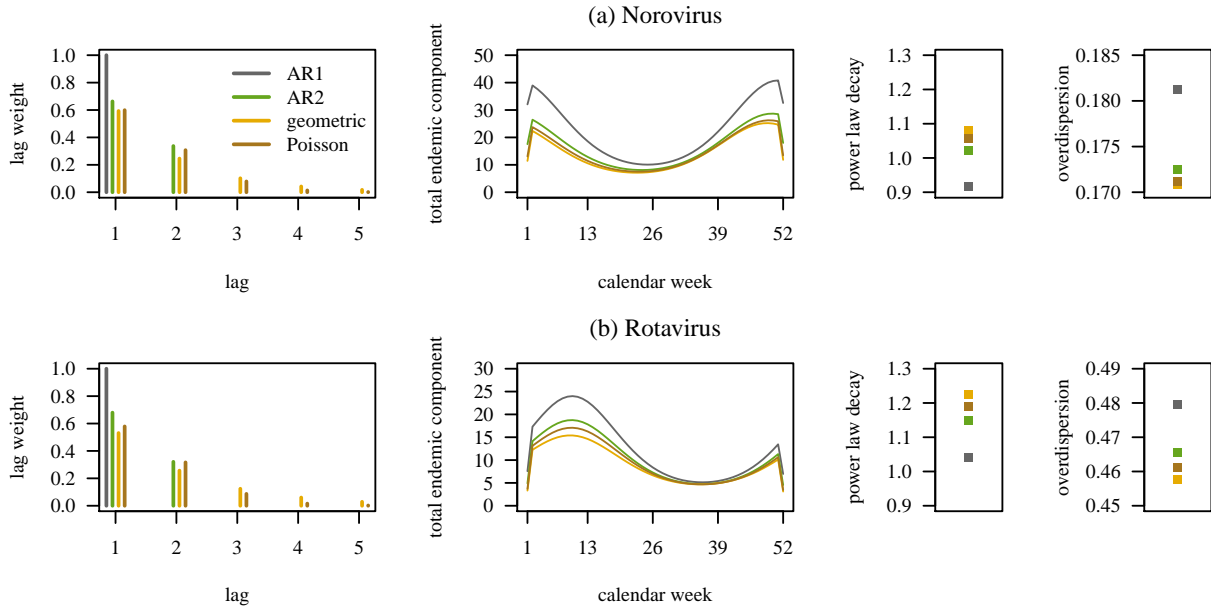 (a) Norovirus
lag weight
1.0
0.8
0.6
0.4
0.2
0.0
AR1
AR2
geometric
Poisson
1 2 3 4 5
lag
total endemic component
50
40
30
20
10
0
1 13 26 39 52
calendar week
power law decay
1.3
1.2
1.1
1.0
0.9
overdispersion
0.185
0.180
0.175
0.170
(b) Rotavirus
lag weight
1.0
0.8
0.6
0.4
0.2
0.0
1 2 3 4 5
lag
total endemic component
30
25
20
15
10
5
0
1 13 26 39 52
calendar week
power law decay
1.3
1.2
1.1
1.0
0.9
overdispersion
0.49
0.48
0.47
0.46
0.45